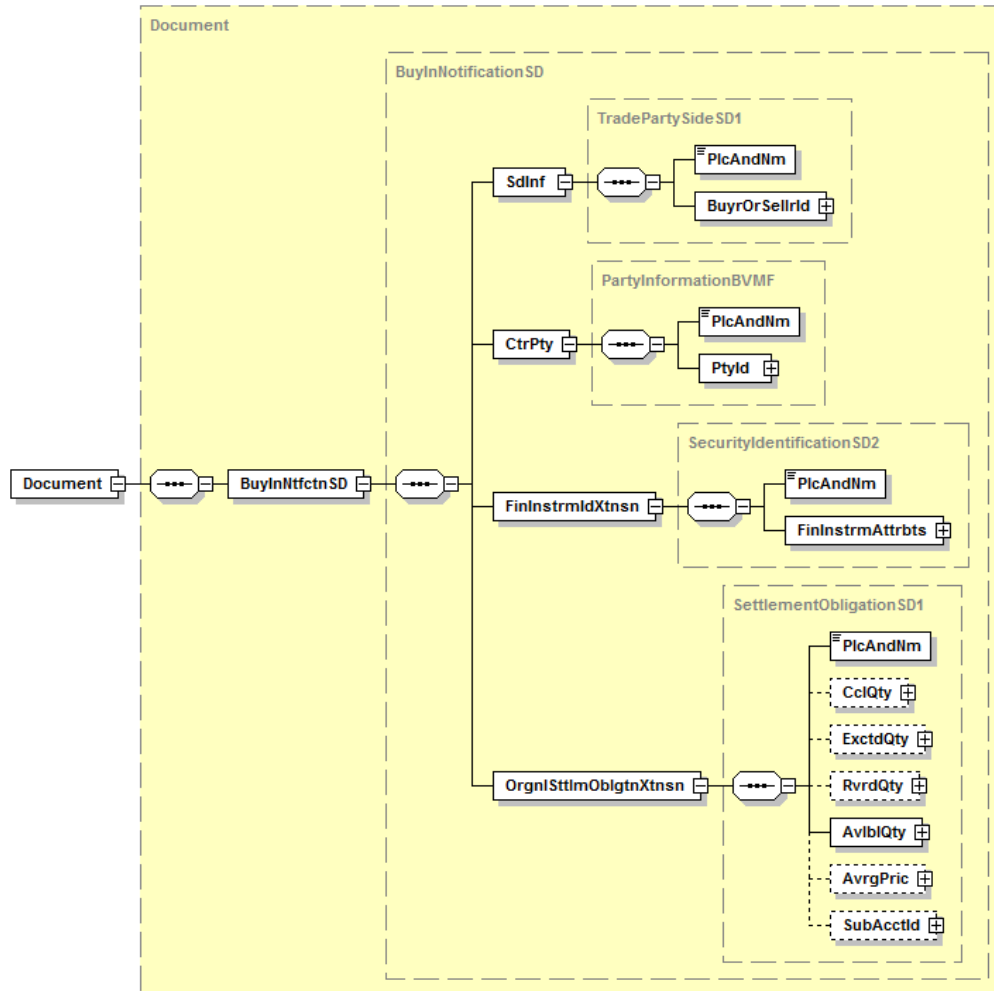 Document
BuyInNotificationSD
TradePartySideSD1
PlcAndNm
SdInf
BuyrOrSellrId
PartyInformationBVMF
PlcAndNm
CtrPty
PtyId
SecurityIdentificationSD2
Document
BuyInNtfctnSD
PlcAndNm
FinInstrmIdXtnsn
FinInstrmAttrbts
SettlementObligationSD1
PlcAndNm
CclQty
ExctdQty
OrgnlSttlmOblgtnXtnsn
RvrdQty
AvlblQty
AvrgPric
SubAcctId